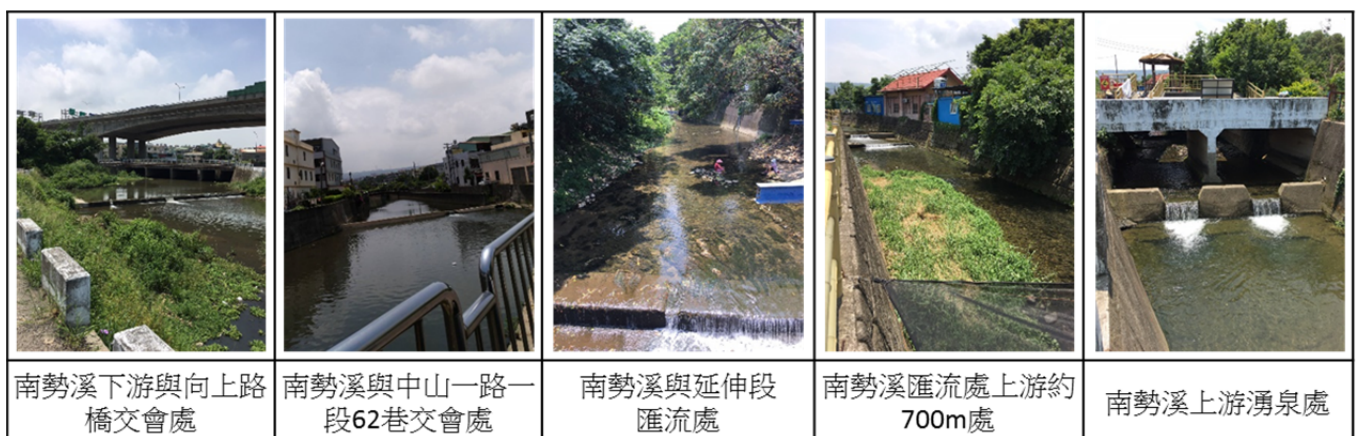 南勢溪下游與向上路
橋交會處
南勢溪與中山一路一
段62巷交會處
南勢溪與延伸段
匯流處
南勢溪匯流處上游約
700m處
南勢溪上游湧泉處